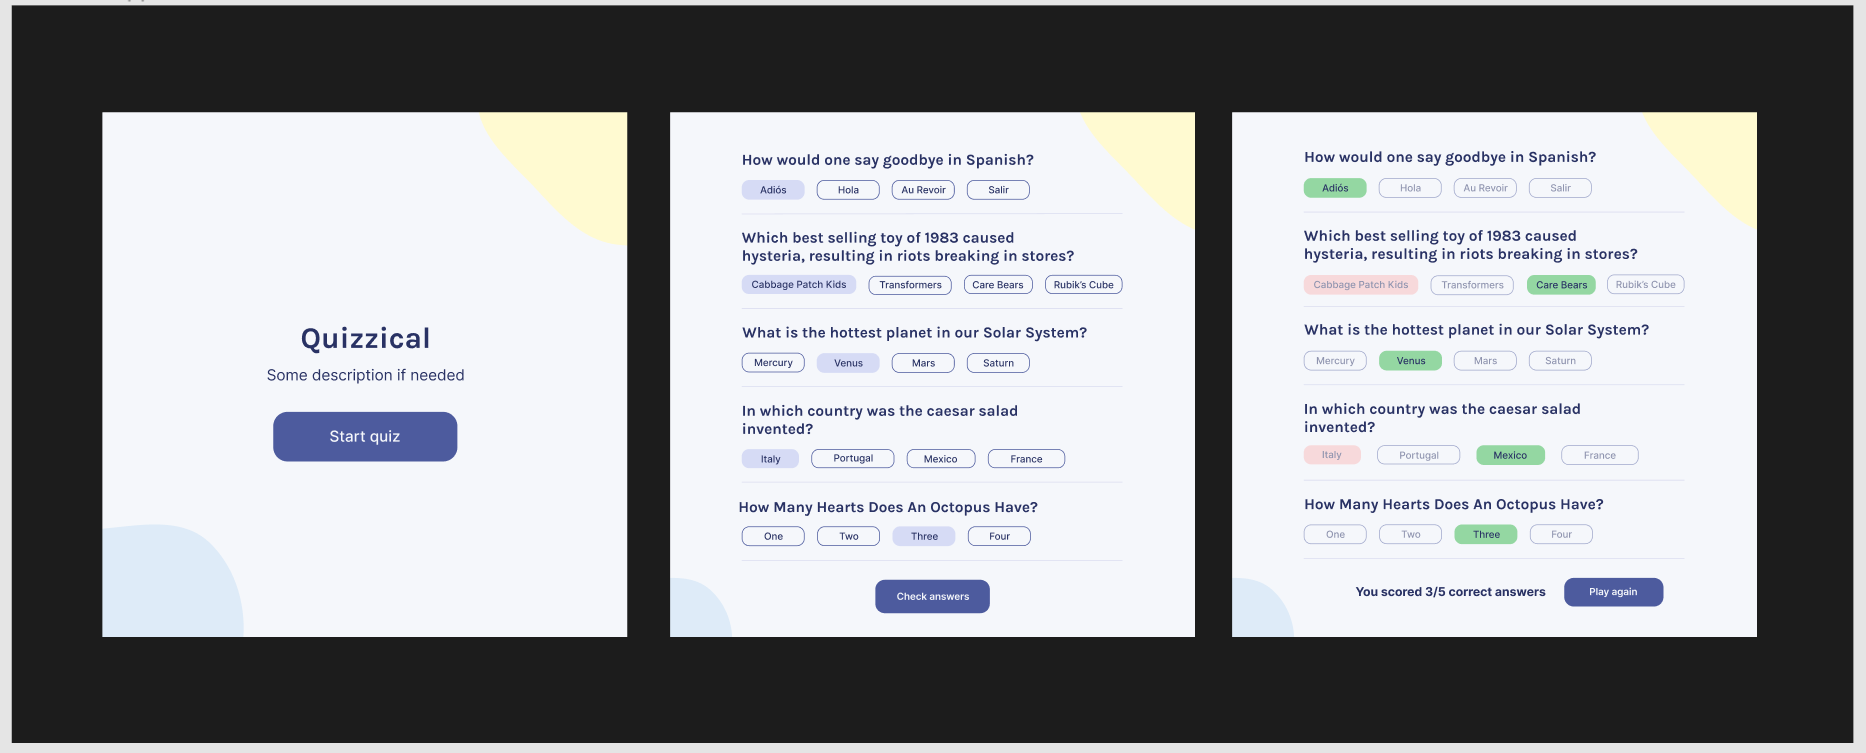 Quizzical
Some description if needed
Start quiz
How would one say goodbye in Spanish?
Adiós Hola Au Revoir Salir
Which best selling toy of 1983 caused
hysteria, resulting in riots breaking in stores?
Cabbage Patch Kids Transformers Care Bears Rubik's Cube
What is the hottest planet in our Solar System?
Mercury Venus Mars Saturn
In which country was the caesar salad
invented?
Italy Portugal Mexico France
How Many Hearts Does An Octopus Have?
One Two Three Four
Check answers
How would one say goodbye in Spanish?
Adiós Hola Au Revoir Salir
Which best selling toy of 1983 caused
hysteria, resulting in riots breaking in stores?
Cabbage Patch Kids Transformers Care Bears Rubik's Cube
What is the hottest planet in our Solar System?
Mercury Venus Mars Saturn
In which country was the caesar salad
invented?
Italy Portugal Mexico France
How Many Hearts Does An Octopus Have?
One Two Three Four
You scored 3/5 correct answers Play again